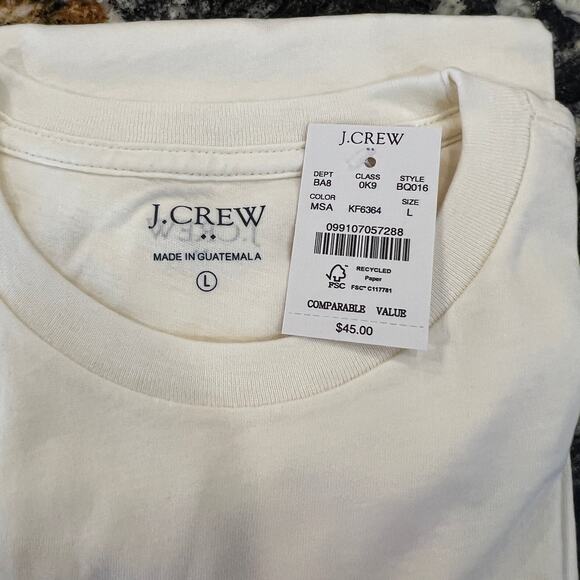 J.CREW
MADE IN GUATEMALA
L
J.CREW
DEPT CLASS STYLE
BA8 0K9 BQ016
COLOR SIZE
MSA KF6364 L
099107057288
RECYCLED
Paper
FSC FSC™ C117781
COMPARABLE VALUE
$45.00